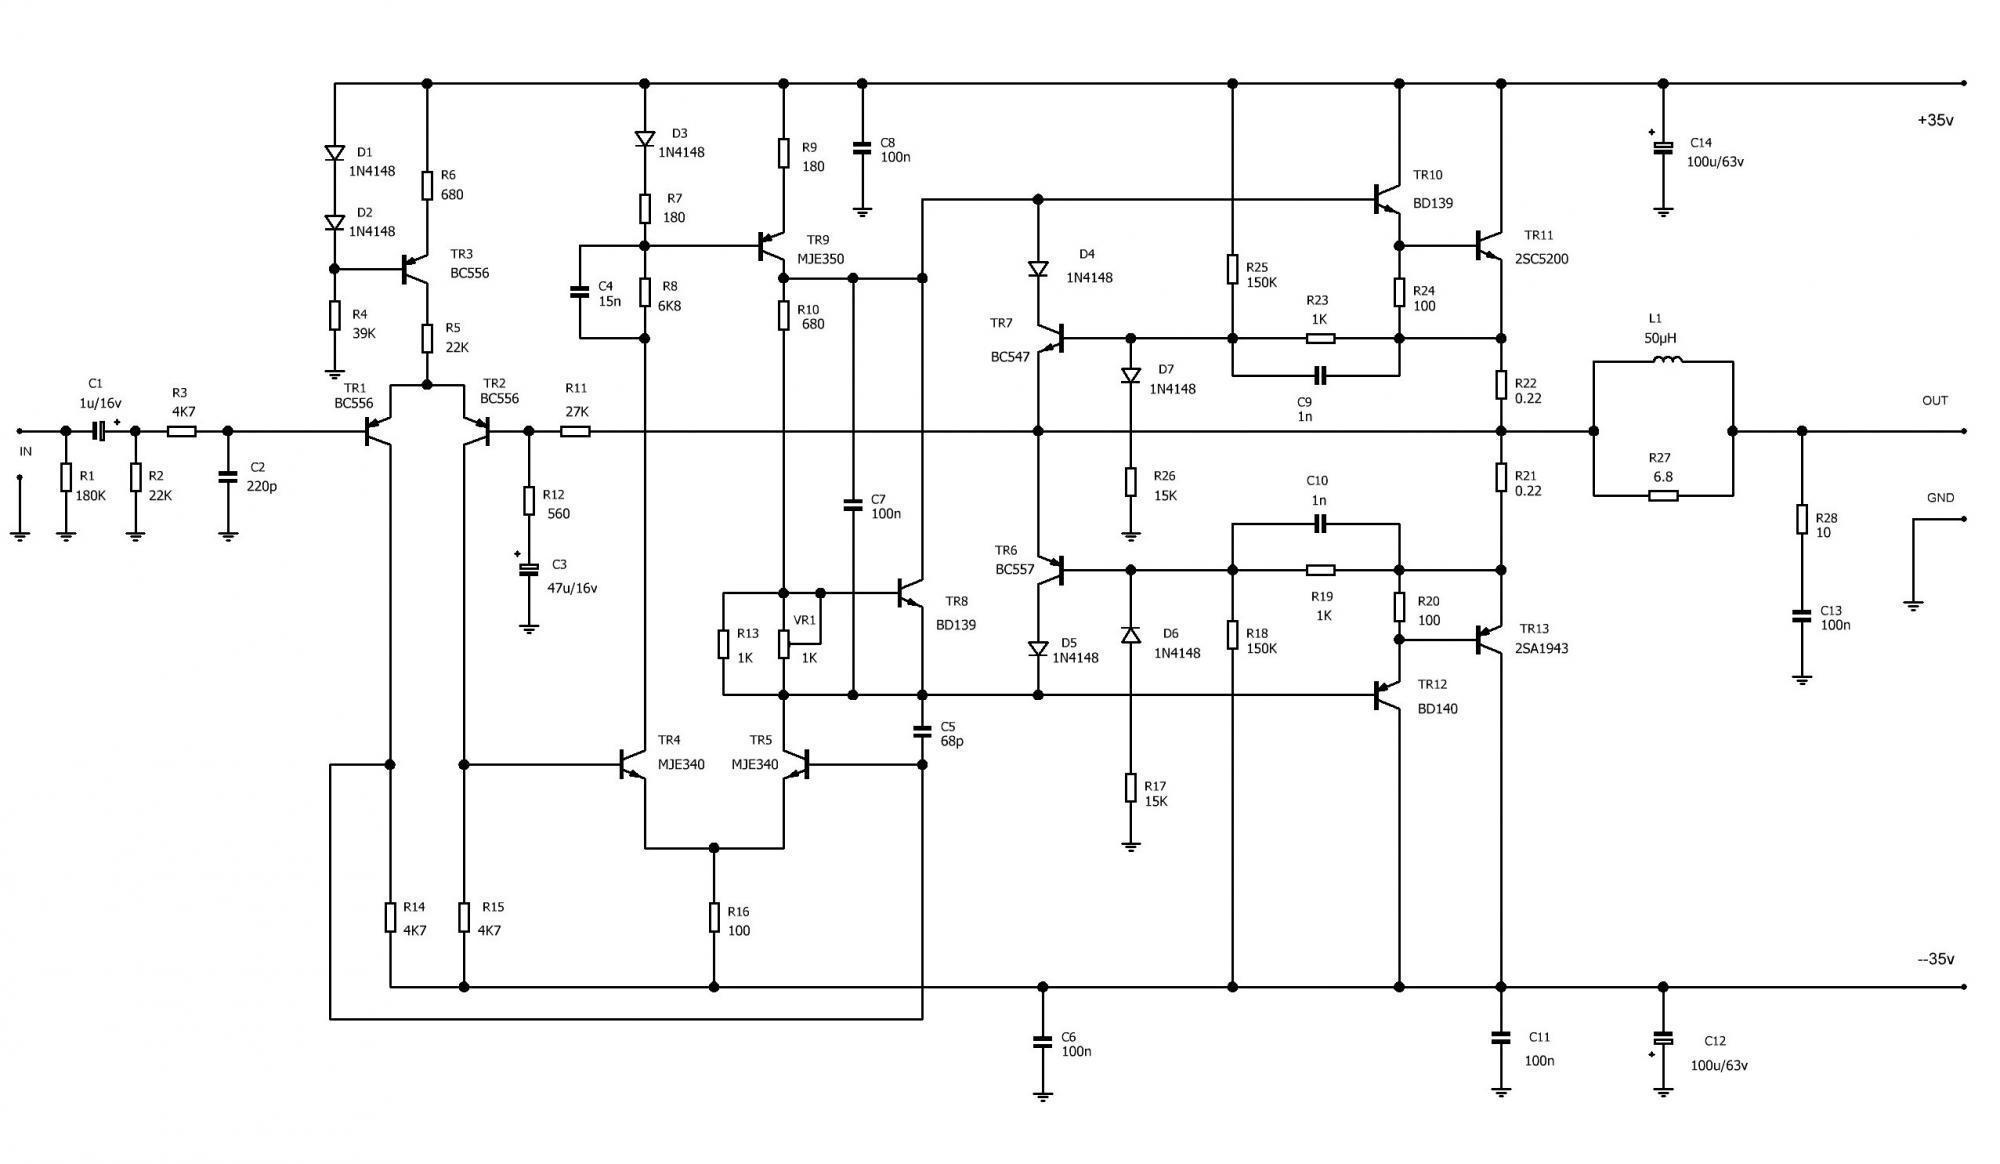 +35v
D1
1N4148
D2
1N4148
R6
680
TR3
BC556
R4
39K
R5
22K
D3
1N4148
R7
180
C4
15n
R8
6K8
R9
180
TR9
MJE350
R10
680
C8
100n
D4
1N4148
TR7
BC547
D7
1N4148
R25
150K
R23
1K
C9
1n
TR10
BD139
R24
100
TR11
2SC5200
R22
0.22
C14
100u/63v
L1
50µH
R27
6.8
OUT
GND
IN
C1
1u/16v
R3
4K7
R1
180K
R2
22K
C2
220p
TR1
BC556
TR2
BC556
R11
27K
R12
560
C3
47u/16v
C7
100n
R26
15K
C10
1n
R21
0.22
R28
10
C13
100n
TR6
BC557
R19
1K
R20
100
TR8
BD139
R13
1K
VR1
1K
D5
1N4148
D6
1N4148
R18
150K
TR13
2SA1943
TR12
BD140
TR4
MJE340
TR5
MJE340
C5
68p
R17
15K
R14
4K7
R15
4K7
R16
100
--35v
C6
100n
C11
100n
C12
100u/63v